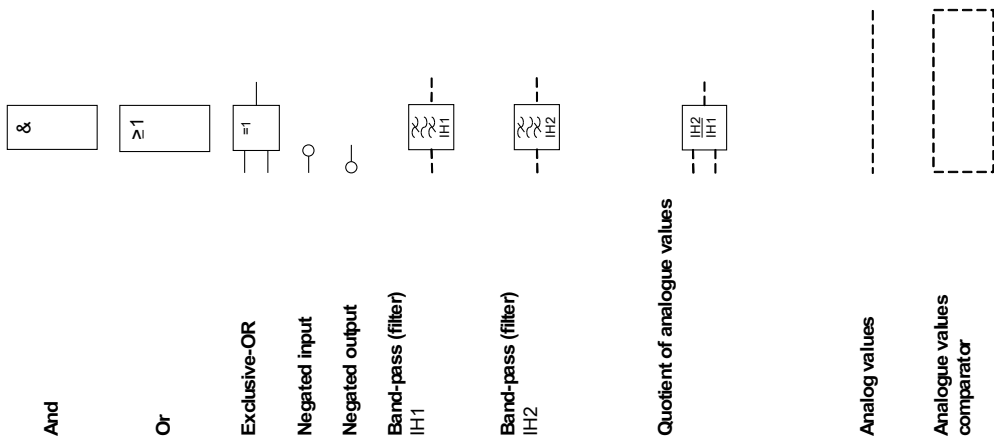 And
&
Or
≥1
Exclusive-OR
=1
Negated input
Negated output
Band-pass (filter)
IH1
IH1
Band-pass (filter)
IH2
IH2
Quotient of analogue values
IH2
IH1
Analog values
Analogue values
comparator